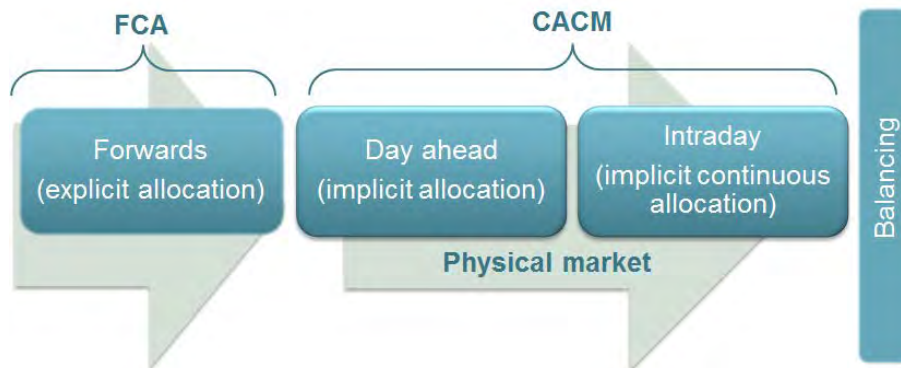 FCA
CACM
Forwards
(explicit allocation)
Day ahead
(implicit allocation)
Intraday
(implicit continuous
allocation)
Physical market
Balancing